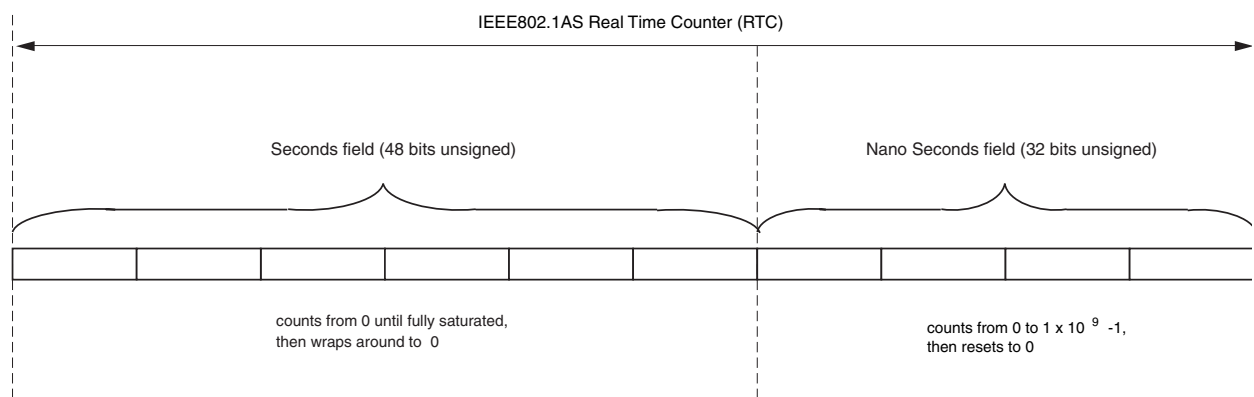 IEEE802.1AS Real Time Counter (RTC)
Seconds field (48 bits unsigned)
Nano Seconds field (32 bits unsigned)
counts from 0 until fully saturated,
then wraps around to 0
counts from 0 to 1 x 10 9 -1,
then resets to 0